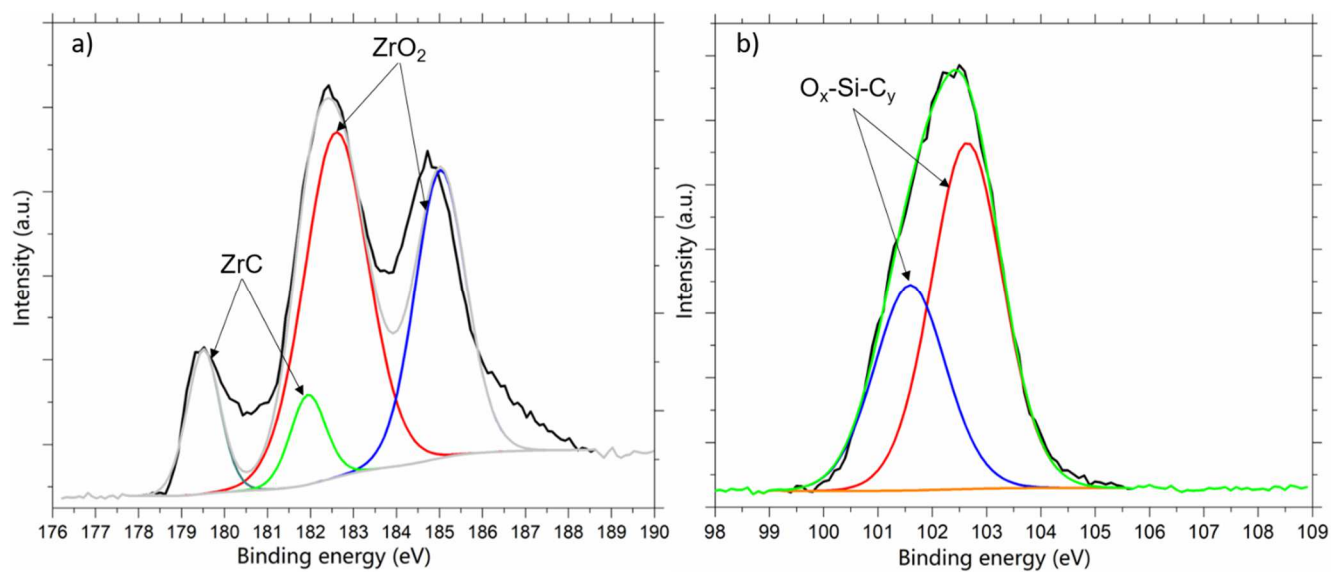 a)
ZrO₂
ZrC
Intensity (a.u.)
176 177 178 179 180 181 182 183 184 185 186 187 188 189 190
Binding energy (eV)
b)
Oₓ-Si-Cᵧ
Intensity (a.u.)
98 99 100 101 102 103 104 105 106 107 108 109
Binding energy (eV)